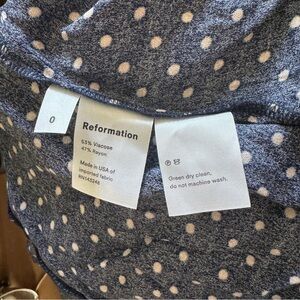 0
Reformation
53% Viscose
47% Rayon
Made in USA of
imported fabric
Green dry clean,
do not machine wash.